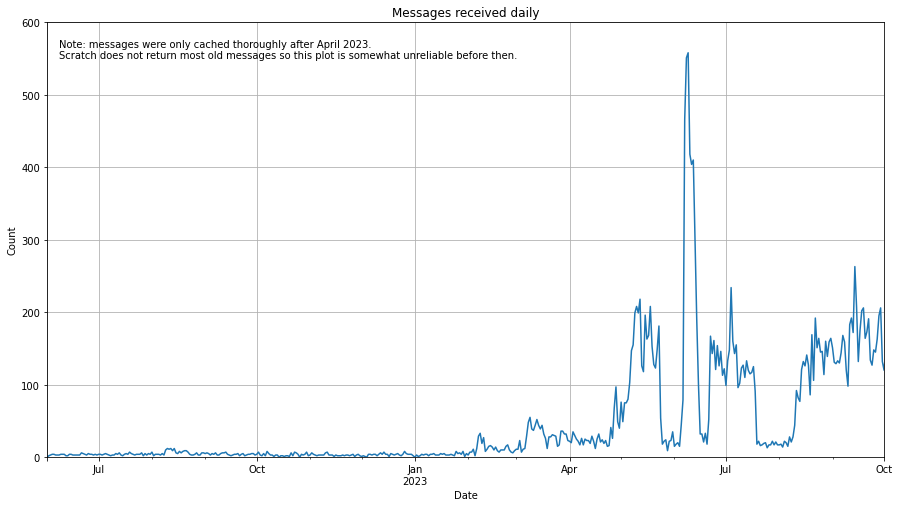 Messages received daily
600
Note: messages were only cached thoroughly after April 2023.
Scratch does not return most old messages so this plot is somewhat unreliable before then.
500
400
300
Count
200
100
0
Jul
Oct
Jan
2023
Apr
Jul
Oct
Date